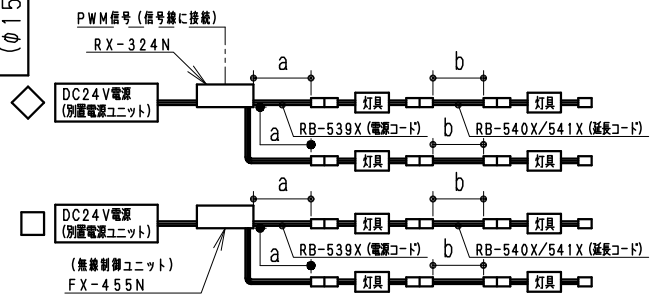 (φ15
PWM信号 (信号線に接続)
RX-324N
DC24V電源
(別置電源ユニット)
a
b
灯具
灯具
RB-539X (電源コード)
RB-540X/541X (延長コード)
a
b
灯具
灯具
DC24V電源
(別置電源ユニット)
a
b
灯具
灯具
RB-539X (電源コード)
RB-540X/541X (延長コード)
a
b
灯具
灯具
(無線制御ユニット)
FX-455N